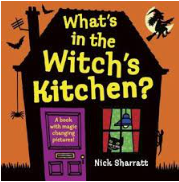 What's
in the
Witch's
Kitchen?
A book
with magic
changing
pictures!
Nick Sharratt